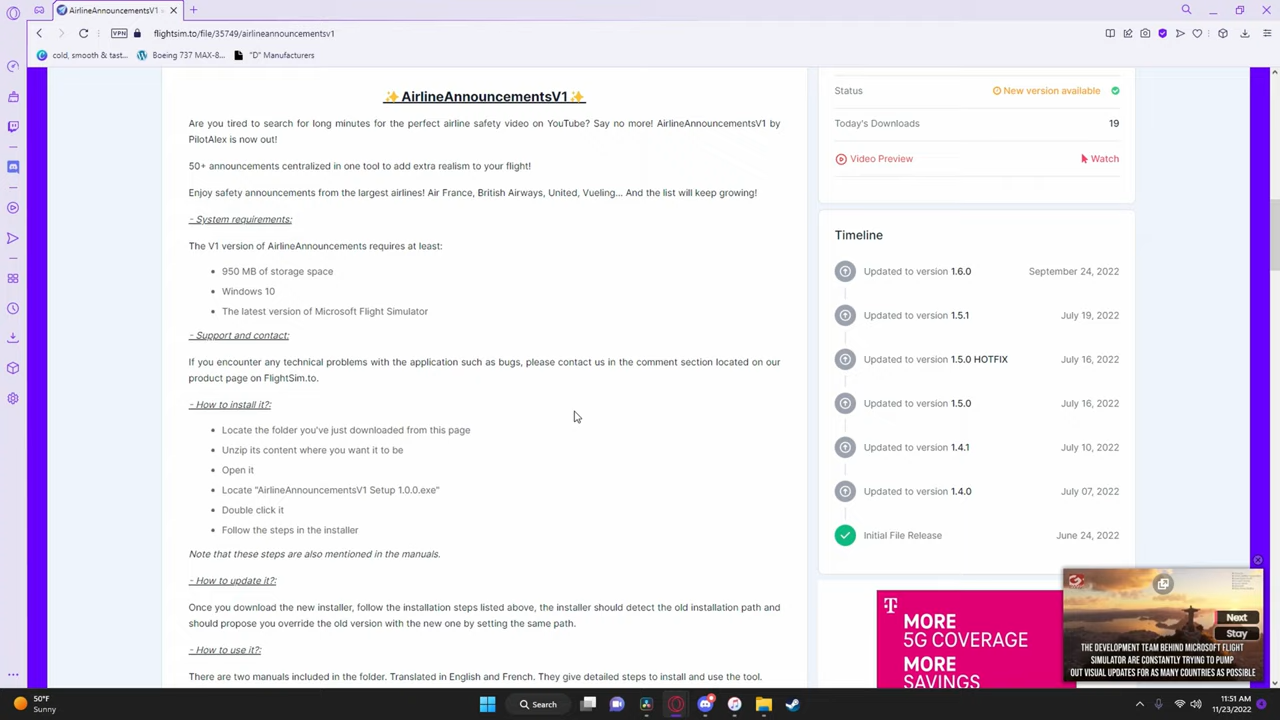 AirlineAnnouncementsV1
VPN
flightsim.to/file/35749/airlineannouncementsv1
cold, smooth & tast...
Boeing 737 MAX-8...
"D" Manufacturers
✨AirlineAnnouncementsV1✨
Are you tired to search for long minutes for the perfect airline safety video on YouTube? Say no more! AirlineAnnouncementsV1 by
PilotAlex is now out!
50+ announcements centralized in one tool to add extra realism to your flight!
Enjoy safety announcements from the largest airlines! Air France, British Airways, United, Vueling... And the list will keep growing!
- System requirements:
The V1 version of AirlineAnnouncements requires at least:
• 950 MB of storage space
• Windows 10
• The latest version of Microsoft Flight Simulator
- Support and contact:
If you encounter any technical problems with the application such as bugs, please contact us in the comment section located on our
product page on FlightSim.to.
- How to install it?:
• Locate the folder you've just downloaded from this page
• Unzip its content where you want it to be
• Open it
• Locate "AirlineAnnouncementsV1 Setup 1.0.0.exe"
• Double click it
• Follow the steps in the installer
Note that these steps are also mentioned in the manuals.
- How to update it?:
Once you download the new installer, follow the installation steps listed above, the installer should detect the old installation path and
should propose you override the old version with the new one by setting the same path.
- How to use it?:
There are two manuals included in the folder. Translated in English and French. They give detailed steps to install and use the tool.
Status New version available
Today's Downloads 19
Video Preview Watch
Timeline
Updated to version 1.6.0 September 24, 2022
Updated to version 1.5.1 July 19, 2022
Updated to version 1.5.0 HOTFIX July 16, 2022
Updated to version 1.5.0 July 16, 2022
Updated to version 1.4.1 July 10, 2022
Updated to version 1.4.0 July 07, 2022
Initial File Release June 24, 2022
T
MORE
5G COVERAGE
MORE
SAVINGS
Next
Stay
THE DEVELOPMENT TEAM BEHIND MICROSOFT FLIGHT
SIMULATOR ARE CONSTANTLY TRYING TO PUMP
OUT VISUAL UPDATES FOR AS MANY COUNTRIES AS POSSIBLE
50°F
Sunny
Search
11:51 AM
11/23/2022